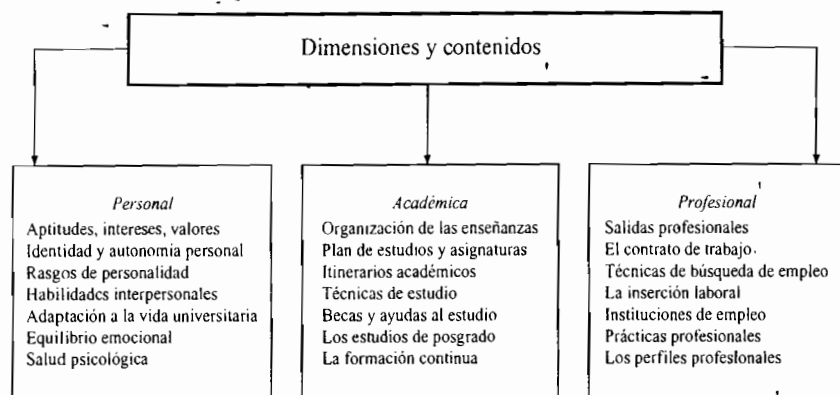 Dimensiones y contenidos
Personal
Aptitudes, intereses, valores
Identidad y autonomía personal
Rasgos de personalidad
Habilidades interpersonales
Adaptación a la vida universitaria
Equilibrio emocional
Salud psicológica
Académica
Organización de las enseñanzas
Plan de estudios y asignaturas
Itinerarios académicos
Técnicas de estudio
Becas y ayudas al estudio
Los estudios de posgrado
La formación continua
Profesional
Salidas profesionales
El contrato de trabajo
Técnicas de búsqueda de empleo
La inserción laboral
Instituciones de empleo
Prácticas profesionales
Los perfiles profesionales